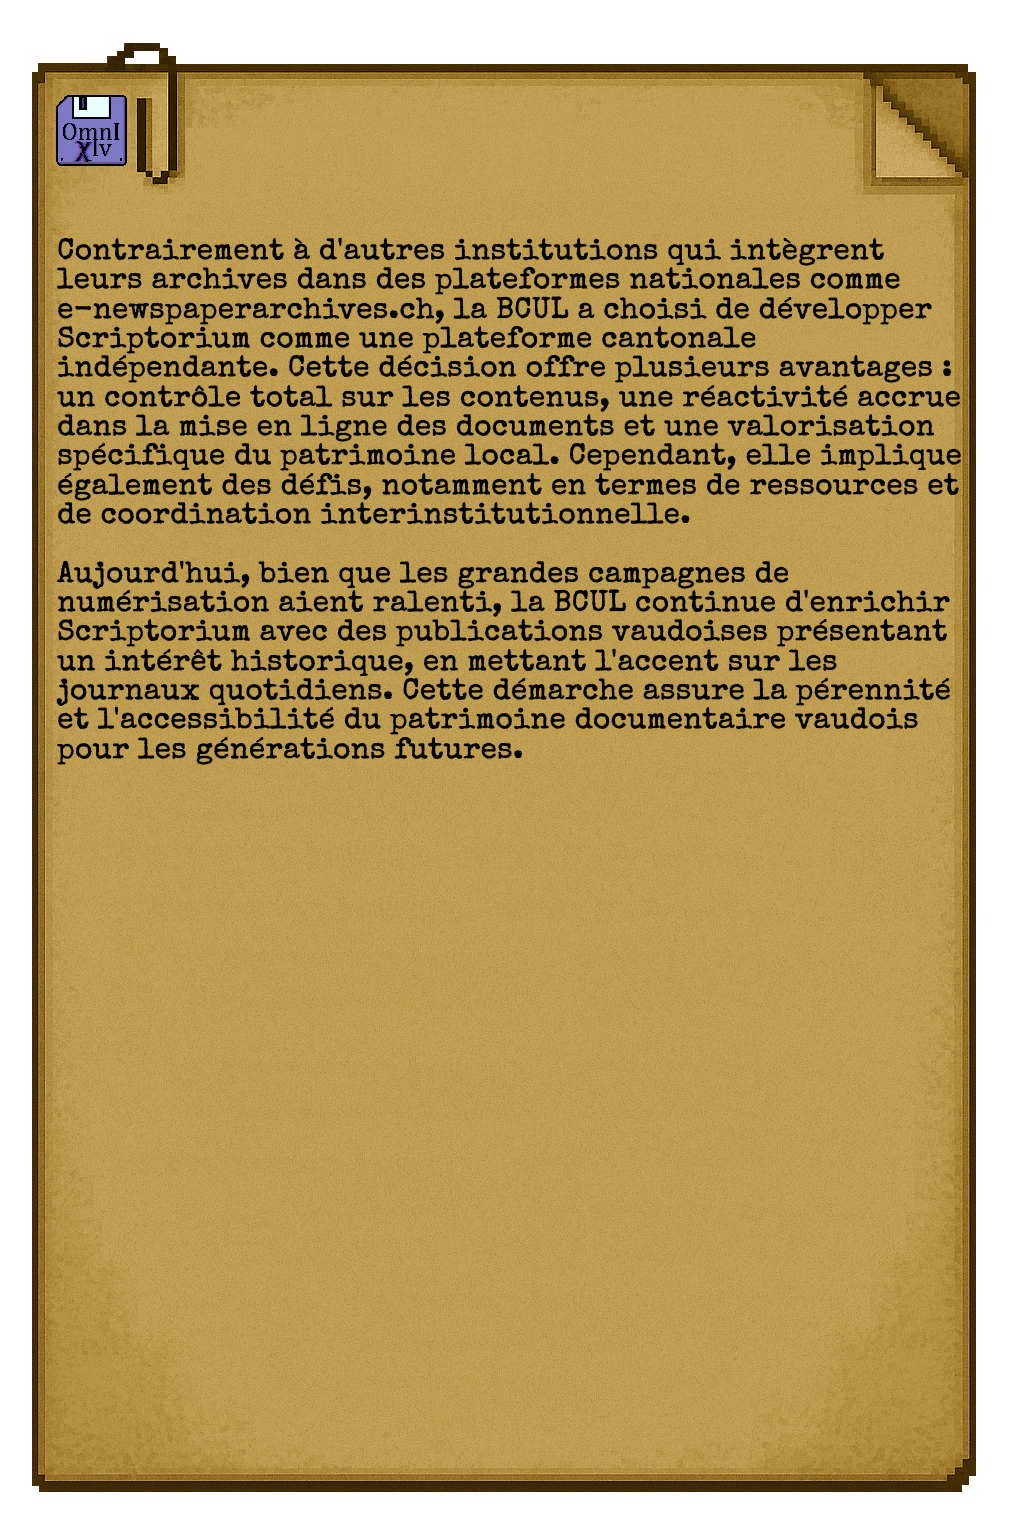 OmnI
χlv
Contrairement à d'autres institutions qui intègrent
leurs archives dans des plateformes nationales comme
e-newspaperarchives.ch, la BCUL a choisi de développer
Scriptorium comme une plateforme cantonale
indépendante. Cette décision offre plusieurs avantages :
un contrôle total sur les contenus, une réactivité accrue
dans la mise en ligne des documents et une valorisation
spécifique du patrimoine local. Cependant, elle implique
également des défis, notamment en termes de ressources et
de coordination interinstitutionnelle.
Aujourd'hui, bien que les grandes campagnes de
numérisation aient ralenti, la BCUL continue d'enrichir
Scriptorium avec des publications vaudoises présentant
un intérêt historique, en mettant l'accent sur les
journaux quotidiens. Cette démarche assure la pérennité
et l'accessibilité du patrimoine documentaire vaudois
pour les générations futures.